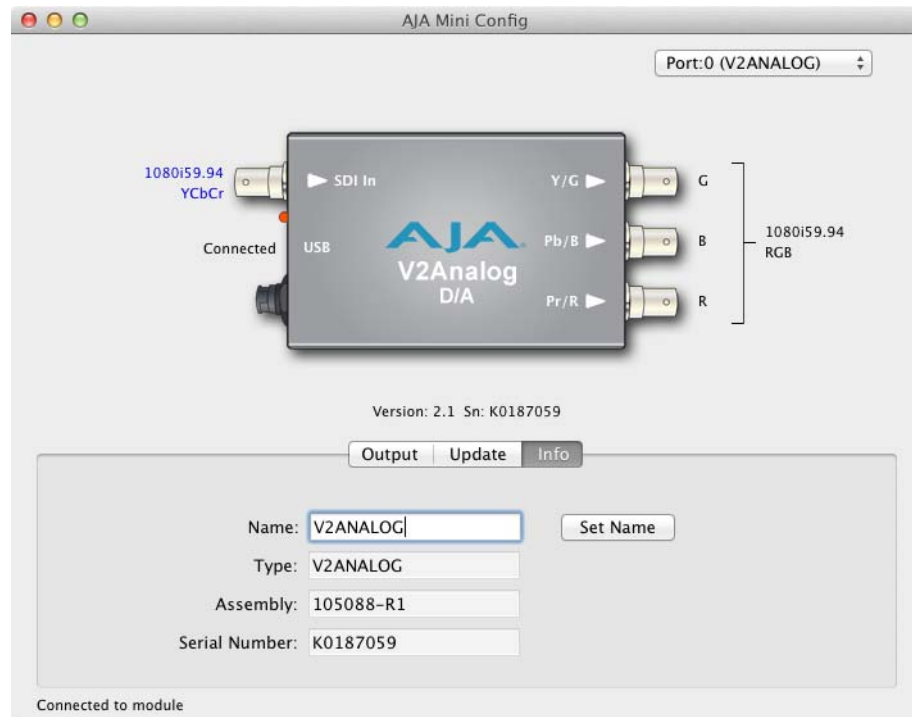 AJA Mini Config
Port:0 (V2ANALOG)
1080i59.94
YCbCr
SDI In
Y/G
G
Connected
USB
AJA
V2Analog
D/A
Pb/B
B
1080i59.94
RGB
Pr/R
R
Version: 2.1 Sn: K0187059
Output Update Info
Name: V2ANALOG Set Name
Type: V2ANALOG
Assembly: 105088-R1
Serial Number: K0187059
Connected to module